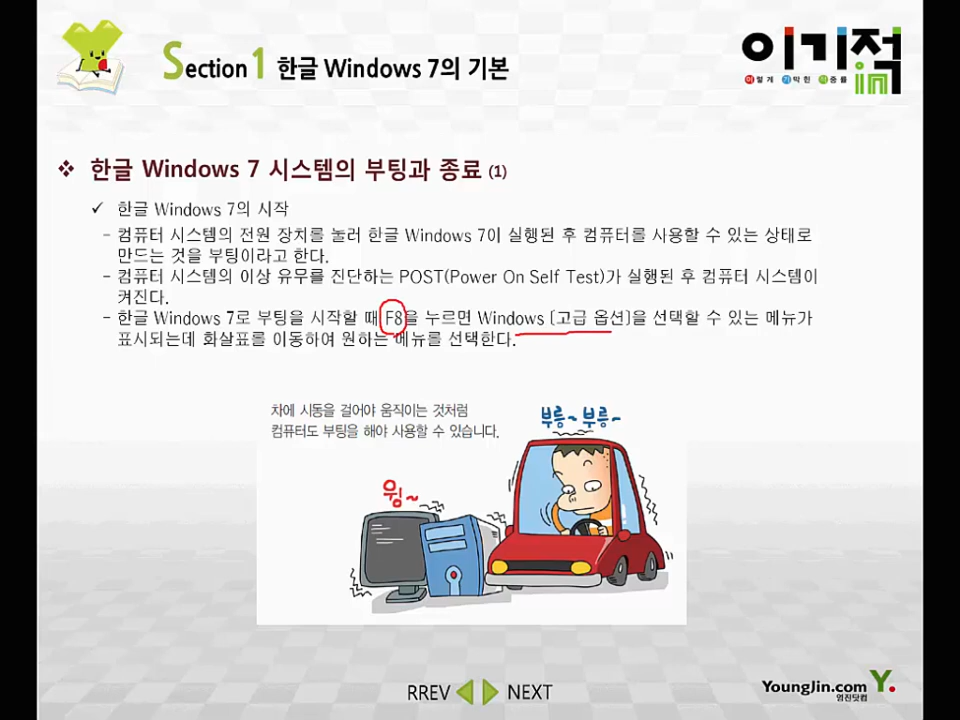 Section 1 한글 Windows 7의 기본
이기적in
이렇게 기막힌 적중률
❖ 한글 Windows 7 시스템의 부팅과 종료 (1)
✓ 한글 Windows 7의 시작
- 컴퓨터 시스템의 전원 장치를 눌러 한글 Windows 7이 실행된 후 컴퓨터를 사용할 수 있는 상태로
만드는 것을 부팅이라고 한다.
- 컴퓨터 시스템의 이상 유무를 진단하는 POST(Power On Self Test)가 실행된 후 컴퓨터 시스템이
켜진다.
- 한글 Windows 7로 부팅을 시작할 때 F8을 누르면 Windows [고급 옵션]을 선택할 수 있는 메뉴가
표시되는데 화살표를 이동하여 원하는 메뉴를 선택한다.
차에 시동을 걸어야 움직이는 것처럼
컴퓨터도 부팅을 해야 사용할 수 있습니다.
부릉~ 부릉~
윙~
RREV NEXT
YoungJin.com Y.
영진닷컴